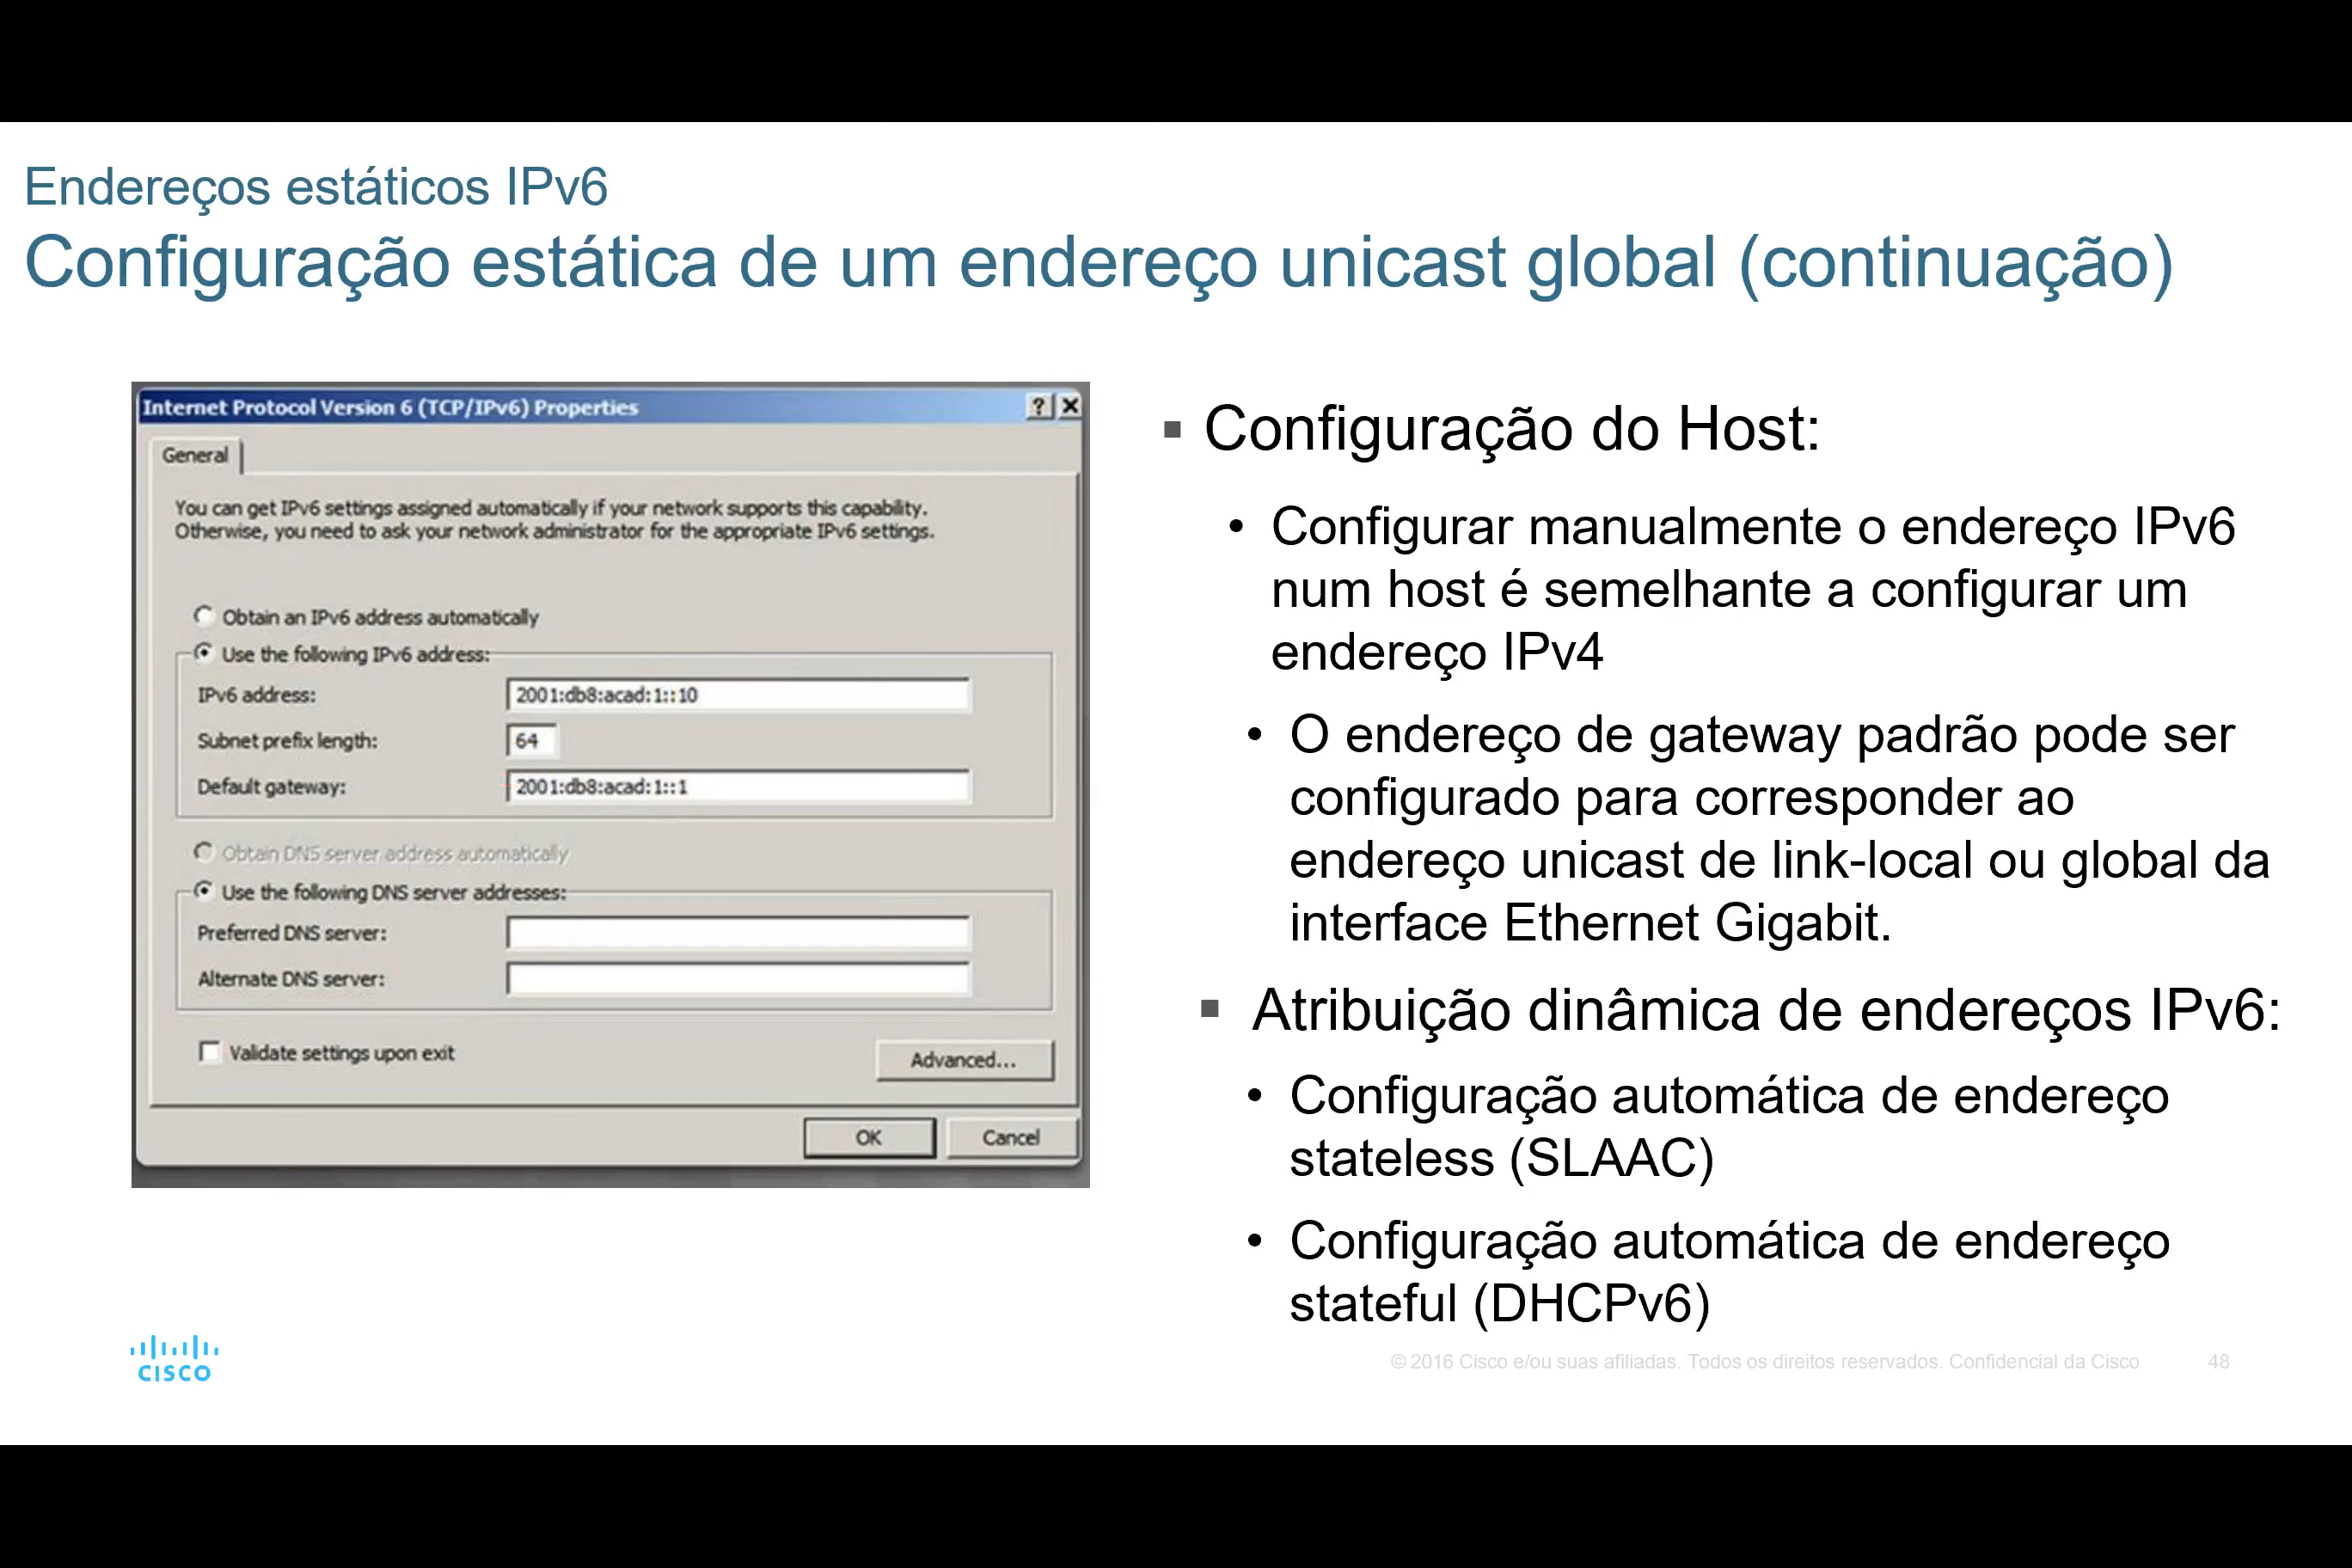 Endereços estáticos IPv6
Configuração estática de um endereço unicast global (continuação)
Internet Protocol Version 6 (TCP/IPv6) Properties
General
You can get IPv6 settings assigned automatically if your network supports this capability.
Otherwise, you need to ask your network administrator for the appropriate IPv6 settings.
Obtain an IPv6 address automatically
Use the following IPv6 address:
IPv6 address: 2001:db8:acad:1::10
Subnet prefix length: 64
Default gateway: 2001:db8:acad:1::1
Obtain DNS server address automatically
Use the following DNS server addresses:
Preferred DNS server:
Alternate DNS server:
Validate settings upon exit
Advanced...
OK Cancel
Configuração do Host:
• Configurar manualmente o endereço IPv6
num host é semelhante a configurar um
endereço IPv4
• O endereço de gateway padrão pode ser
configurado para corresponder ao
endereço unicast de link-local ou global da
interface Ethernet Gigabit.
Atribuição dinâmica de endereços IPv6:
• Configuração automática de endereço
stateless (SLAAC)
• Configuração automática de endereço
stateful (DHCPv6)
CISCO
© 2016 Cisco e/ou suas afiliadas. Todos os direitos reservados. Confidencial da Cisco 48